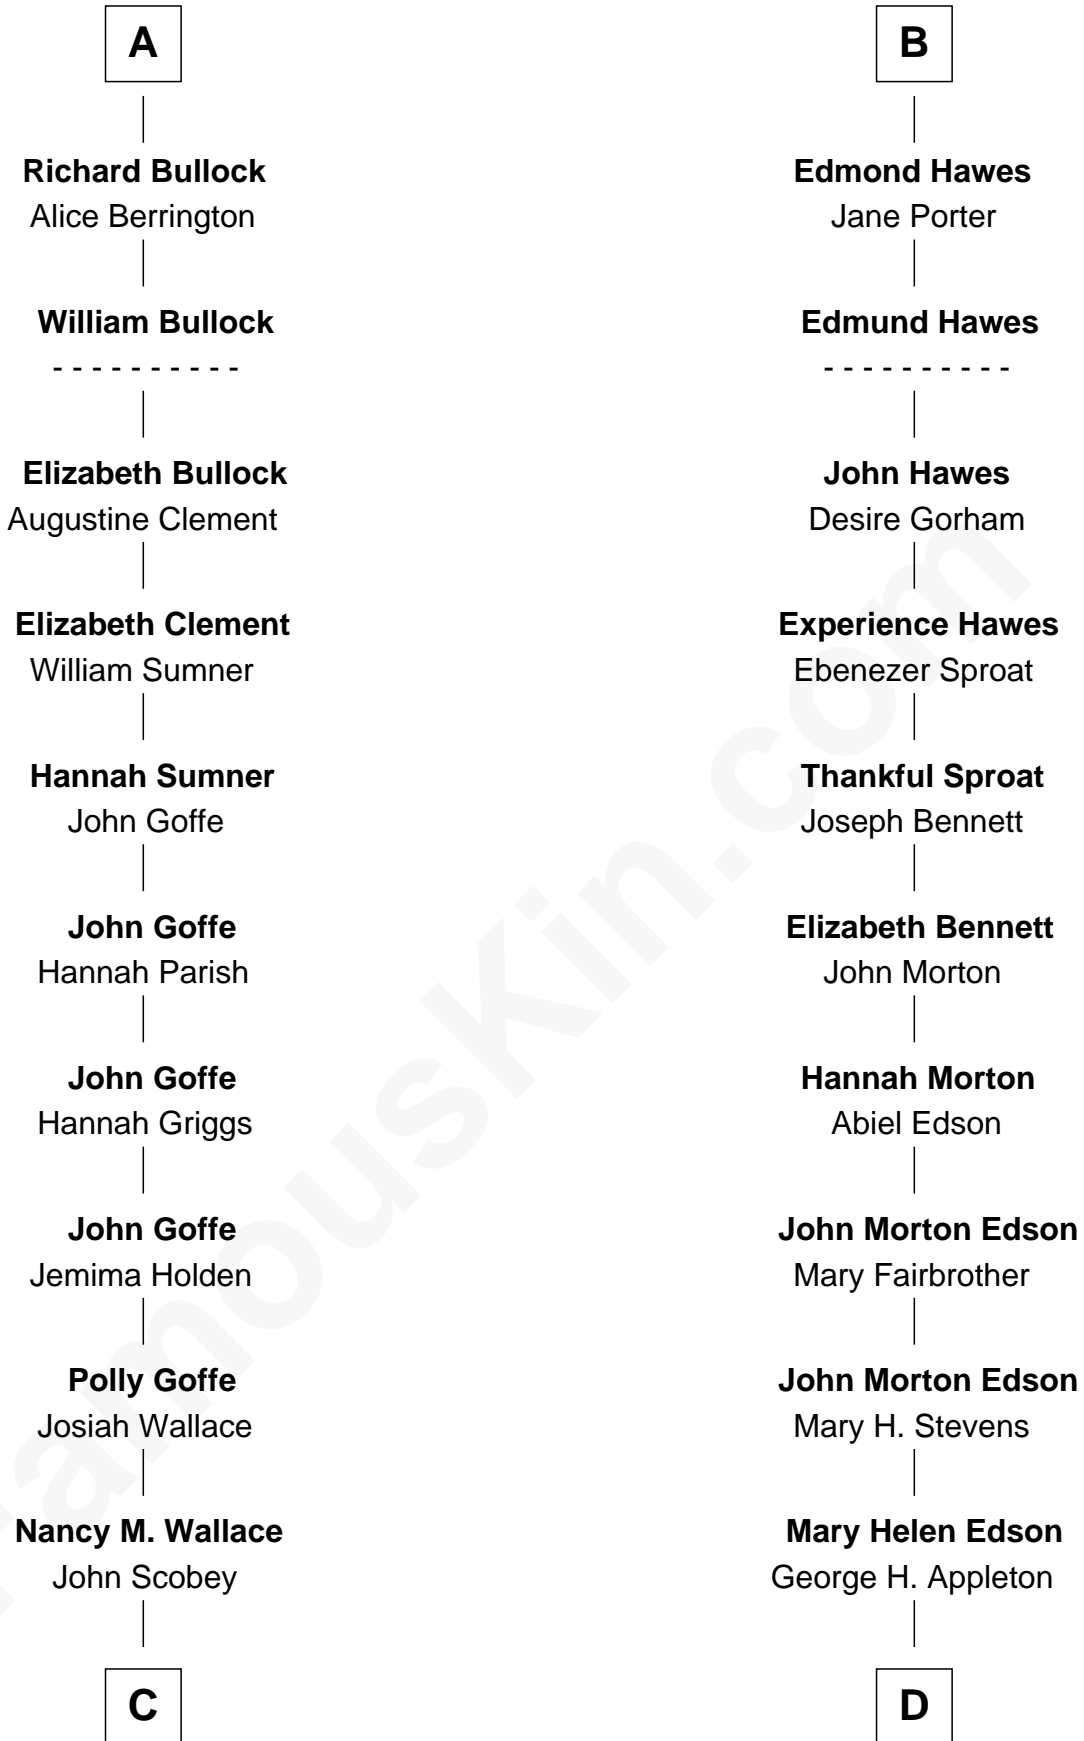 A
Richard Bullock
Alice Berrington
William Bullock
- - - - - - - - - -
Elizabeth Bullock
Augustine Clement
Elizabeth Clement
William Sumner
Hannah Sumner
John Goffe
John Goffe
Hannah Parish
John Goffe
Hannah Griggs
John Goffe
Jemima Holden
Polly Goffe
Josiah Wallace
Nancy M. Wallace
John Scobey
C
B
Edmond Hawes
Jane Porter
Edmund Hawes
- - - - - - - - - -
John Hawes
Desire Gorham
Experience Hawes
Ebenezer Sproat
Thankful Sproat
Joseph Bennett
Elizabeth Bennett
John Morton
Hannah Morton
Abiel Edson
John Morton Edson
Mary Fairbrother
John Morton Edson
Mary H. Stevens
Mary Helen Edson
George H. Appleton
D
FamousKin.com